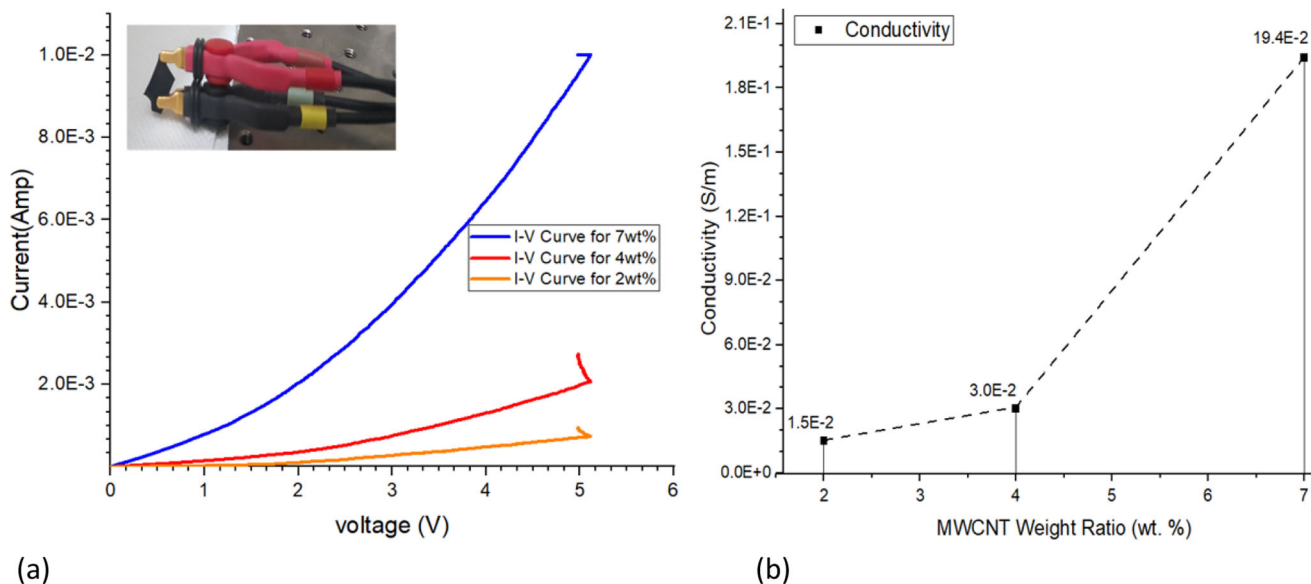 1.0E-2
8.0E-3
6.0E-3
4.0E-3
2.0E-3
Current(Amp)
I-V Curve for 7wt%
I-V Curve for 4wt%
I-V Curve for 2wt%
0 1 2 3 4 5 6
voltage (V)
(a)
2.1E-1
1.8E-1
1.5E-1
1.2E-1
9.0E-2
6.0E-2
3.0E-2
0.0E+0
Conductivity (S/m)
Conductivity
19.4E-2
3.0E-2
1.5E-2
2 3 4 5 6 7
MWCNT Weight Ratio (wt. %)
(b)